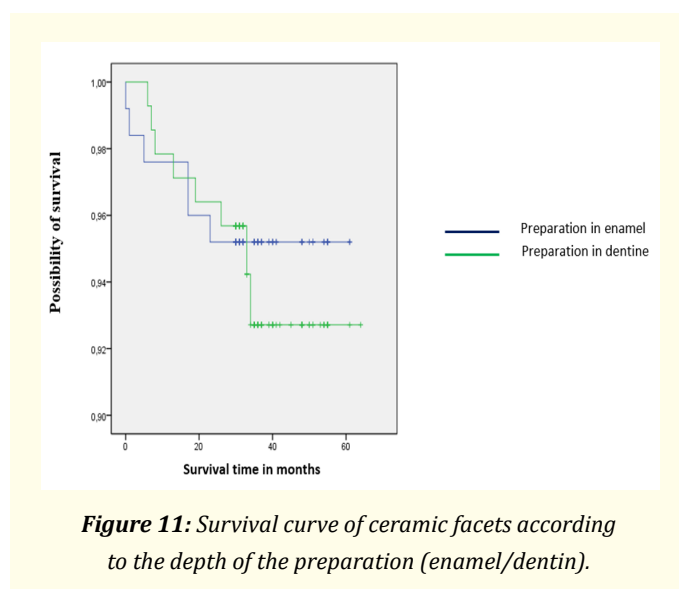 1,00
0,98
0,96
0,94
0,92
0,90
Possibility of survival
0 20 40 60
Survival time in months
Preparation in enamel
Preparation in dentine
Figure 11: Survival curve of ceramic facets according
to the depth of the preparation (enamel/dentin).